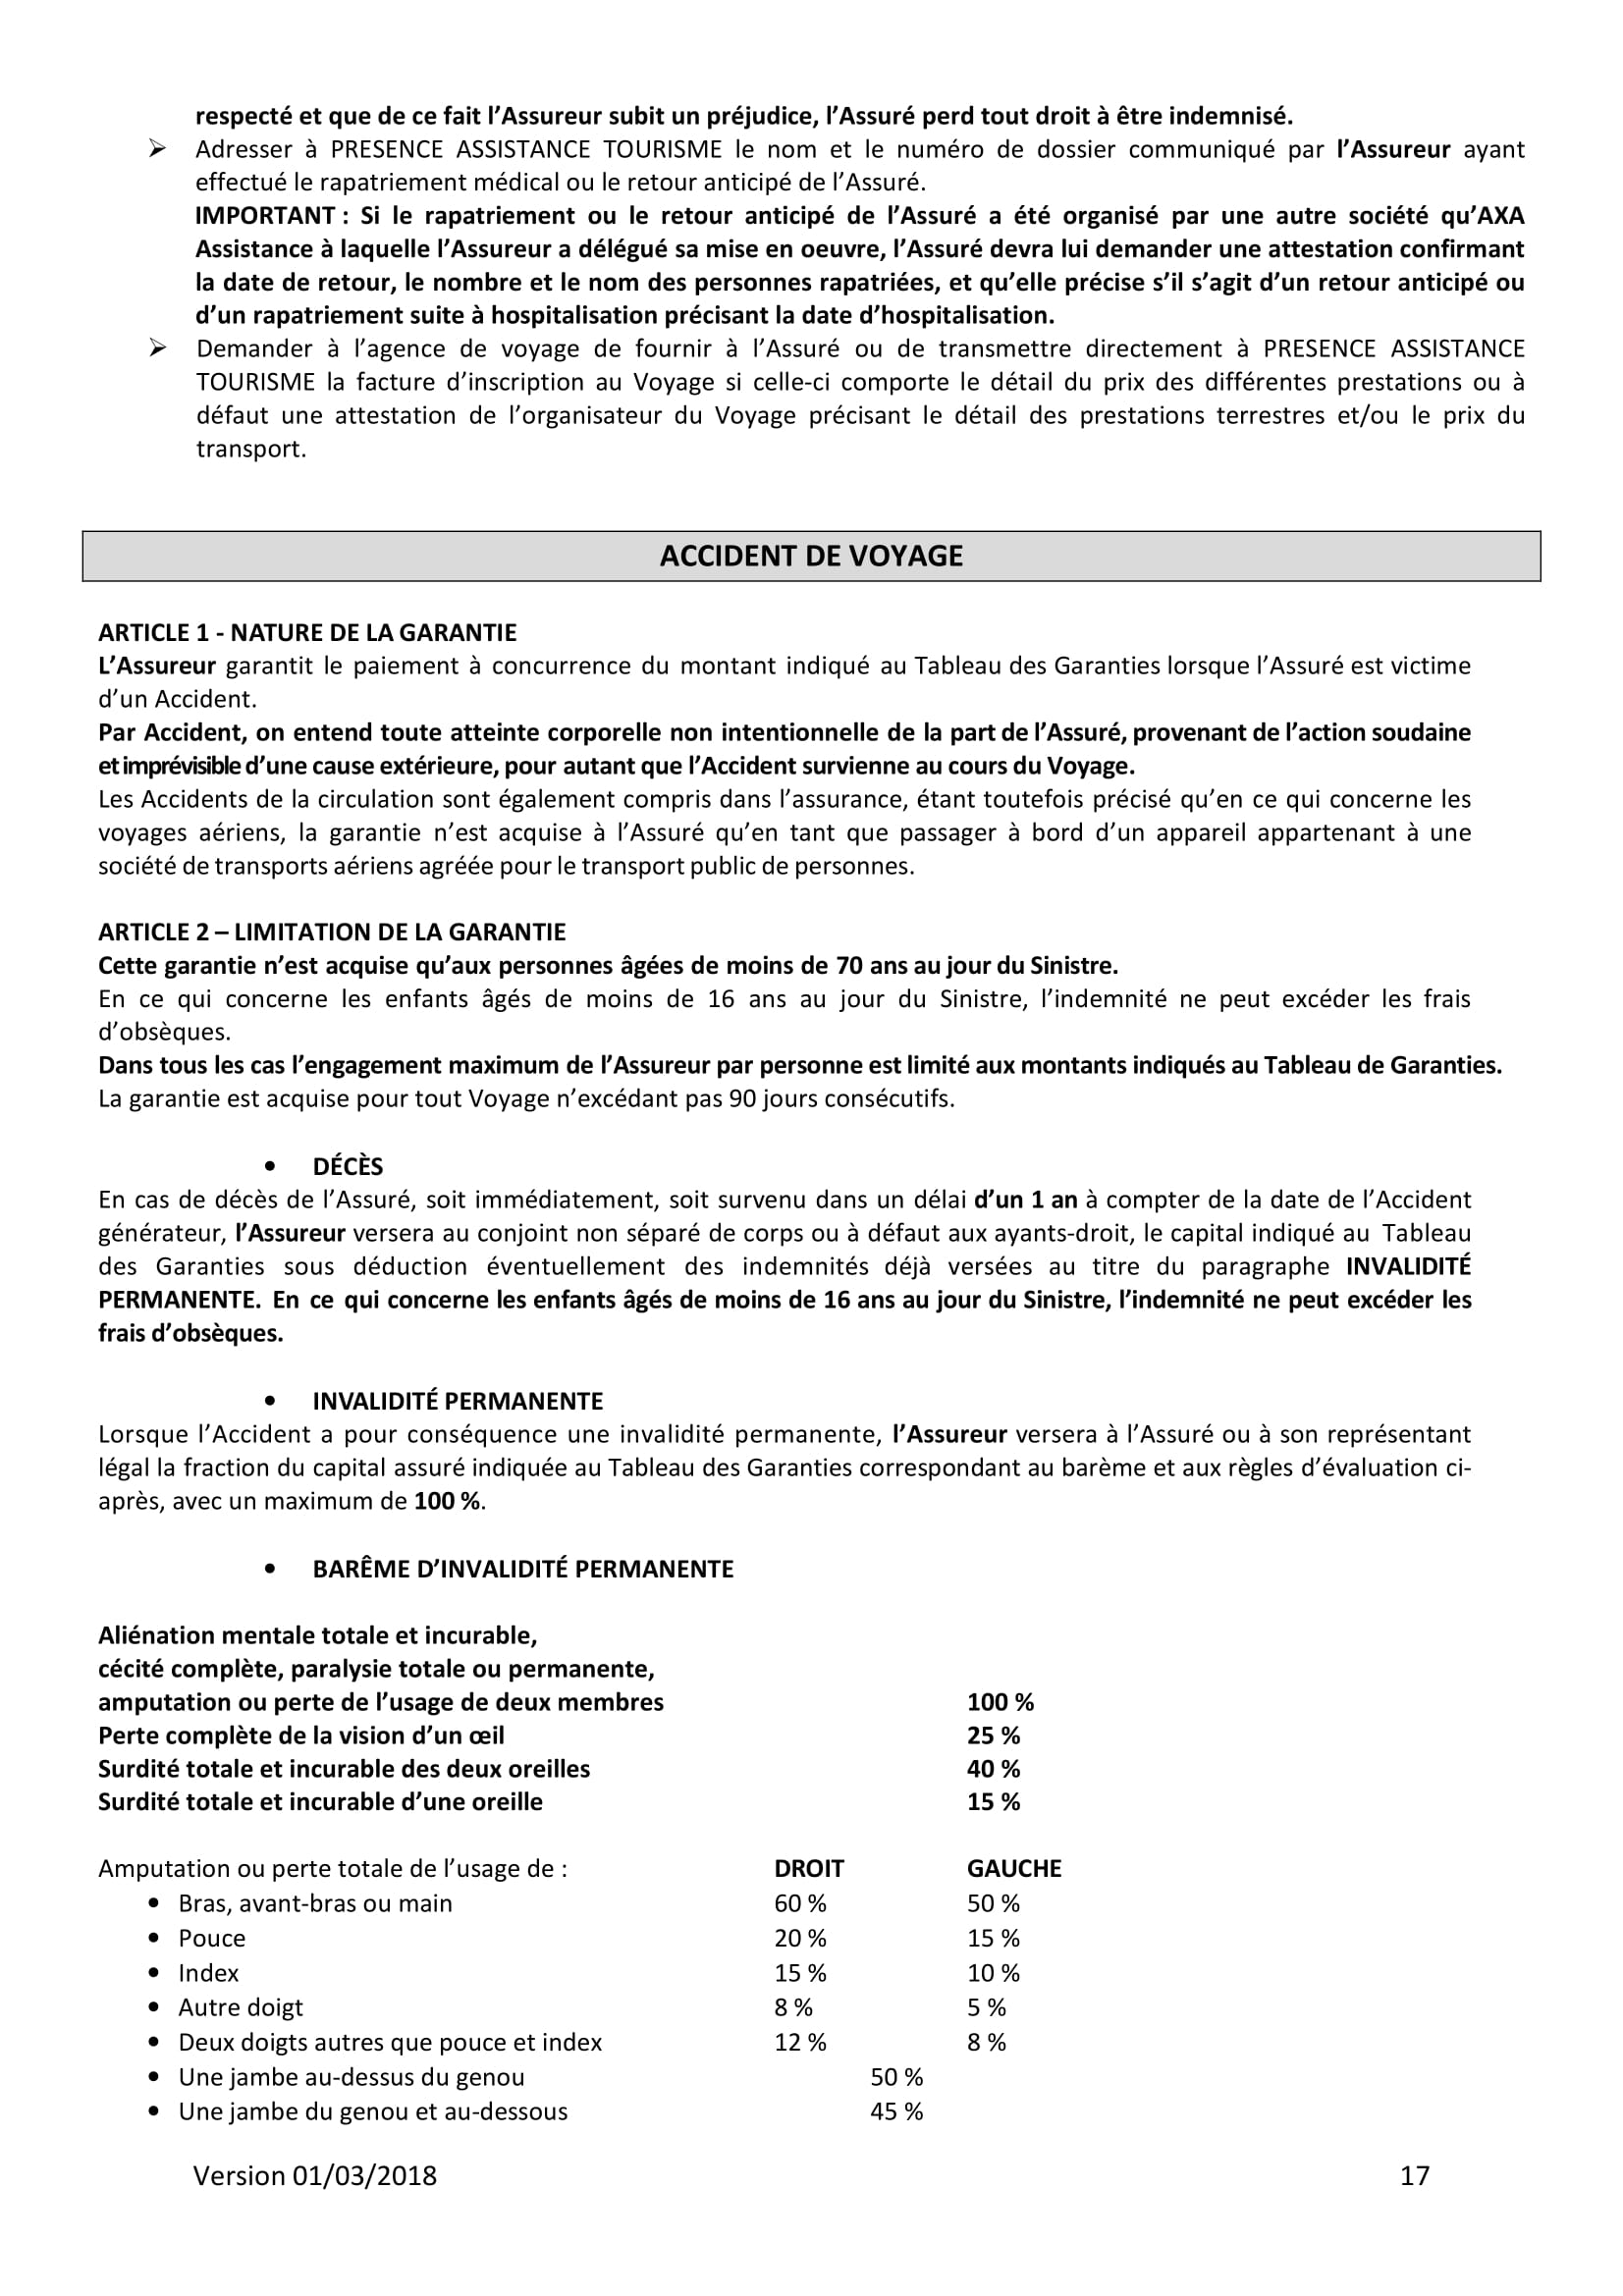 respecté et que de ce fait l’Assureur subit un préjudice, l’Assuré perd tout droit à être indemnisé.
➢ Adresser à PRESENCE ASSISTANCE TOURISME le nom et le numéro de dossier communiqué par l’Assureur ayant
effectué le rapatriement médical ou le retour anticipé de l’Assuré.
IMPORTANT : Si le rapatriement ou le retour anticipé de l’Assuré a été organisé par une autre société qu’AXA
Assistance à laquelle l’Assureur a délégué sa mise en oeuvre, l’Assuré devra lui demander une attestation confirmant
la date de retour, le nombre et le nom des personnes rapatriées, et qu’elle précise s’il s’agit d’un retour anticipé ou
d’un rapatriement suite à hospitalisation précisant la date d’hospitalisation.
➢ Demander à l’agence de voyage de fournir à l’Assuré ou de transmettre directement à PRESENCE ASSISTANCE
TOURISME la facture d’inscription au Voyage si celle-ci comporte le détail du prix des différentes prestations ou à
défaut une attestation de l’organisateur du Voyage précisant le détail des prestations terrestres et/ou le prix du
transport.
ACCIDENT DE VOYAGE
ARTICLE 1 - NATURE DE LA GARANTIE
L’Assureur garantit le paiement à concurrence du montant indiqué au Tableau des Garanties lorsque l’Assuré est victime
d’un Accident.
Par Accident, on entend toute atteinte corporelle non intentionnelle de la part de l’Assuré, provenant de l’action soudaine
et imprévisible d’une cause extérieure, pour autant que l’Accident survienne au cours du Voyage.
Les Accidents de la circulation sont également compris dans l’assurance, étant toutefois précisé qu’en ce qui concerne les
voyages aériens, la garantie n’est acquise à l’Assuré qu’en tant que passager à bord d’un appareil appartenant à une
société de transports aériens agréée pour le transport public de personnes.
ARTICLE 2 – LIMITATION DE LA GARANTIE
Cette garantie n’est acquise qu’aux personnes âgées de moins de 70 ans au jour du Sinistre.
En ce qui concerne les enfants âgés de moins de 16 ans au jour du Sinistre, l’indemnité ne peut excéder les frais
d’obsèques.
Dans tous les cas l’engagement maximum de l’Assureur par personne est limité aux montants indiqués au Tableau de Garanties.
La garantie est acquise pour tout Voyage n’excédant pas 90 jours consécutifs.
• DÉCÈS
En cas de décès de l’Assuré, soit immédiatement, soit survenu dans un délai d’un 1 an à compter de la date de l’Accident
générateur, l’Assureur versera au conjoint non séparé de corps ou à défaut aux ayants-droit, le capital indiqué au Tableau
des Garanties sous déduction éventuellement des indemnités déjà versées au titre du paragraphe INVALIDITÉ
PERMANENTE. En ce qui concerne les enfants âgés de moins de 16 ans au jour du Sinistre, l’indemnité ne peut excéder les
frais d’obsèques.
• INVALIDITÉ PERMANENTE
Lorsque l’Accident a pour conséquence une invalidité permanente, l’Assureur versera à l’Assuré ou à son représentant
légal la fraction du capital assuré indiquée au Tableau des Garanties correspondant au barème et aux règles d’évaluation ci-
après, avec un maximum de 100 %.
• BARÊME D’INVALIDITÉ PERMANENTE
Aliénation mentale totale et incurable,
cécité complète, paralysie totale ou permanente,
amputation ou perte de l’usage de deux membres 100 %
Perte complète de la vision d’un œil 25 %
Surdité totale et incurable des deux oreilles 40 %
Surdité totale et incurable d’une oreille 15 %
Amputation ou perte totale de l’usage de : DROIT GAUCHE
• Bras, avant-bras ou main 60 % 50 %
• Pouce 20 % 15 %
• Index 15 % 10 %
• Autre doigt 8 % 5 %
• Deux doigts autres que pouce et index 12 % 8 %
• Une jambe au-dessus du genou 50 %
• Une jambe du genou et au-dessous 45 %
Version 01/03/2018 17